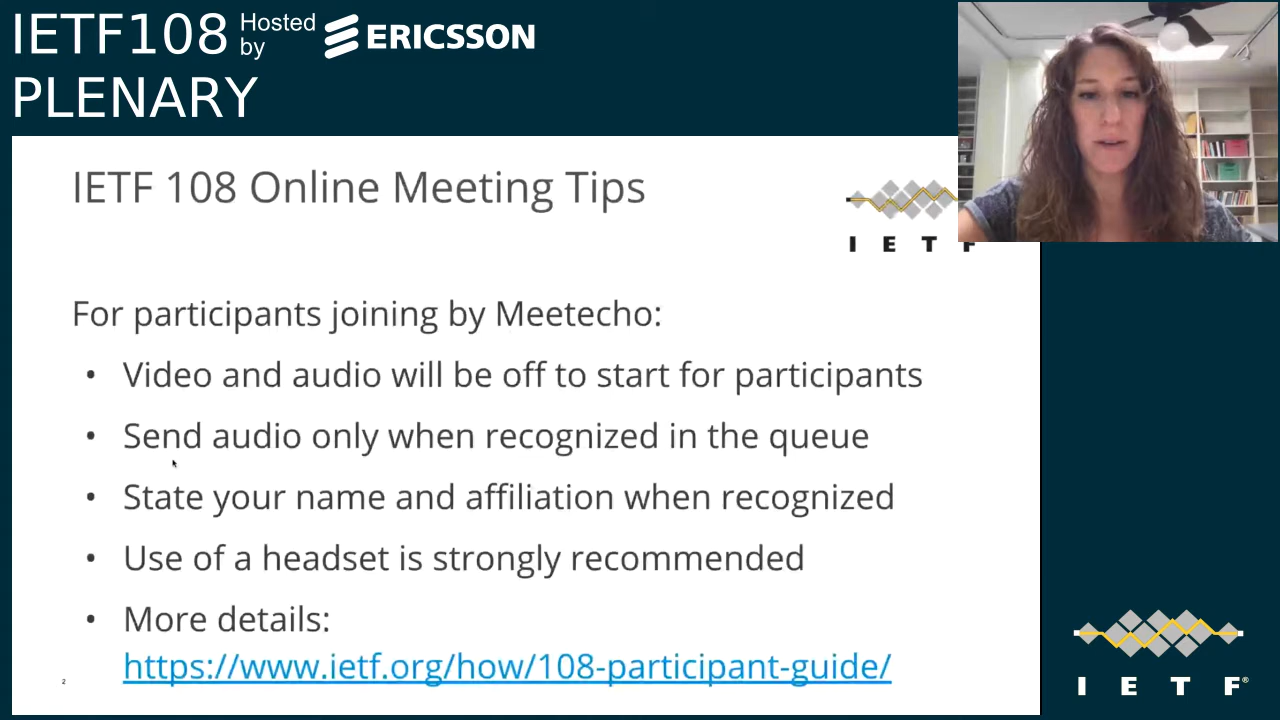 IETF108 Hosted by ERICSSON
PLENARY
IETF 108 Online Meeting Tips
I E T F
For participants joining by Meetecho:
• Video and audio will be off to start for participants
• Send audio only when recognized in the queue
• State your name and affiliation when recognized
• Use of a headset is strongly recommended
• More details:
https://www.ietf.org/how/108-participant-guide/
2
I E T F®